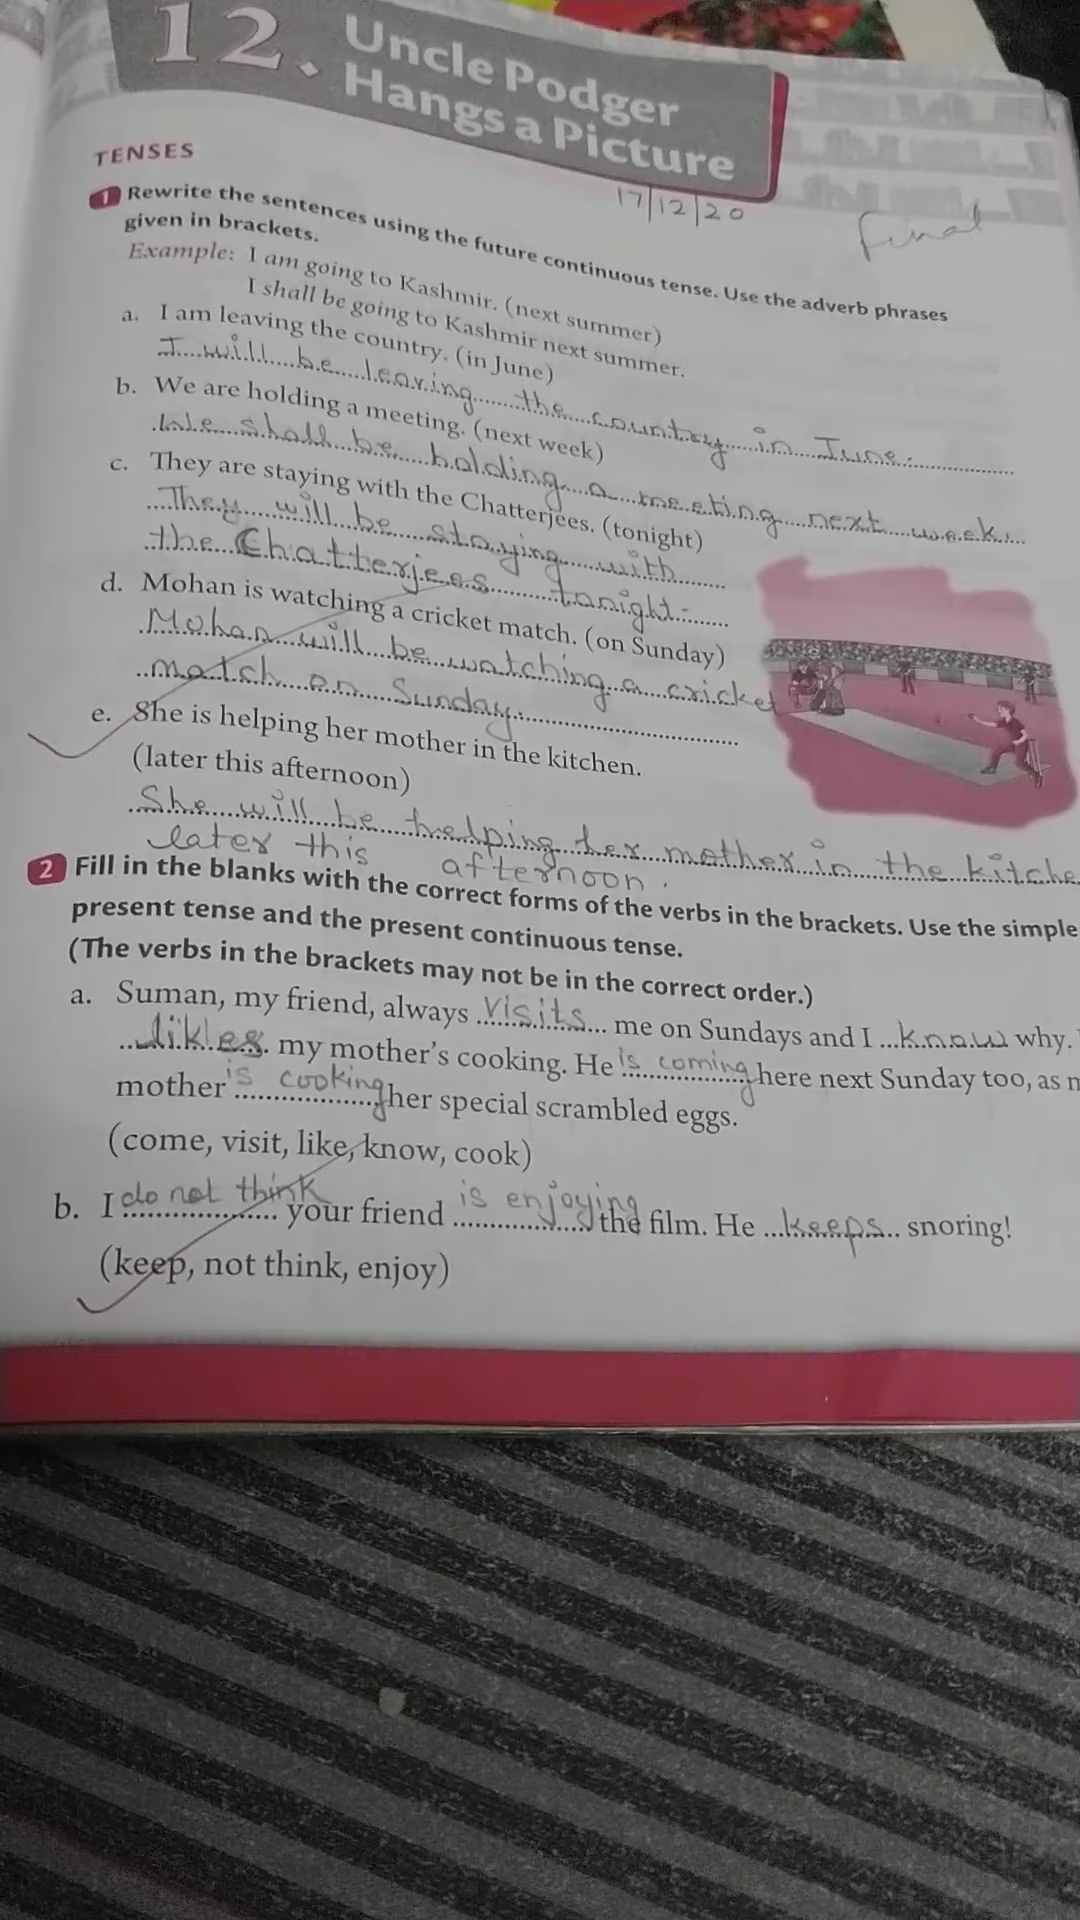 12. Uncle Podger
Hangs a Picture
TENSES
17/12/20
Final
1 Rewrite the sentences using the future continuous tense. Use the adverb phrases
given in brackets.
Example: I am going to Kashmir. (next summer)
I shall be going to Kashmir next summer.
a. I am leaving the country. (in June)
I will be leaving the country in June.
b. We are holding a meeting. (next week)
We shall be holding a meeting next week.
c. They are staying with the Chatterjees. (tonight)
They will be staying with
the Chatterjees tonight.
d. Mohan is watching a cricket match. (on Sunday)
Mohan will be watching a cricket
match on Sunday.
e. She is helping her mother in the kitchen.
(later this afternoon)
She will be helping her mother in the kitche
later this afternoon.
2 Fill in the blanks with the correct forms of the verbs in the brackets. Use the simple
present tense and the present continuous tense.
(The verbs in the brackets may not be in the correct order.)
a. Suman, my friend, always visits me on Sundays and I know why.
likles my mother's cooking. He is coming here next Sunday too, as
mother is cooking her special scrambled eggs.
(come, visit, like, know, cook)
b. I do not think your friend is enjoying the film. He keeps snoring!
(keep, not think, enjoy)